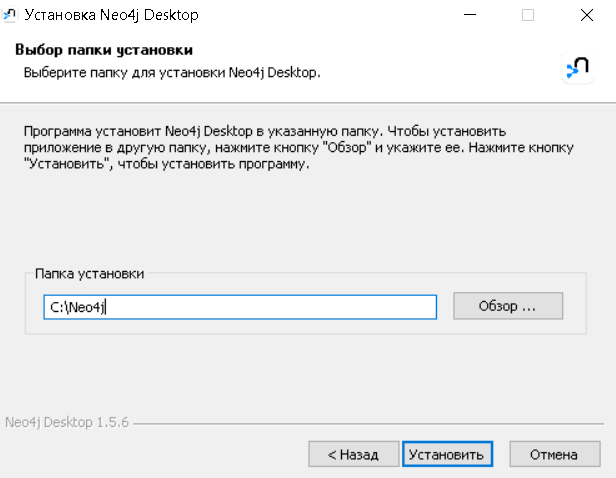 Установка Neo4j Desktop
Выбор папки установки
Выберите папку для установки Neo4j Desktop.
Программа установит Neo4j Desktop в указанную папку. Чтобы установить
приложение в другую папку, нажмите кнопку "Обзор" и укажите ее. Нажмите кнопку
"Установить", чтобы установить программу.
Папка установки
C:\Neo4j
Обзор ...
Neo4j Desktop 1.5.6
< Назад
Установить
Отмена